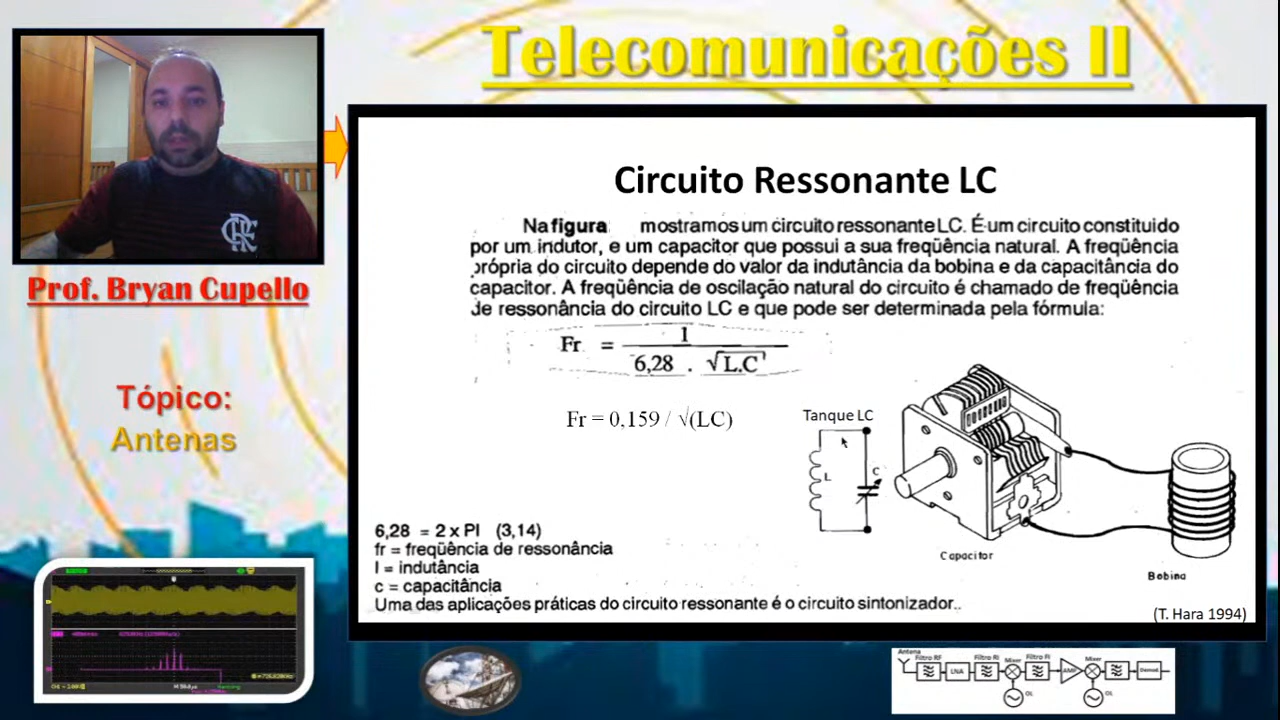 Telecomunicações II
Prof. Bryan Cupello
Tópico:
Antenas
Circuito Ressonante LC
Na figura mostramos um circuito ressonante LC. É um circuito constituido
por um indutor, e um capacitor que possui a sua freqüência natural. A freqüência
própria do circuito depende do valor da indutância da bobina e da capacitância do
capacitor. A freqüência de oscilação natural do circuito é chamado de freqüência
de ressonância do circuito LC e que pode ser determinada pela fórmula:
Fr = 1
6,28 . √L.C
Fr = 0,159 / √(LC)
Tanque LC
L
C
Capacitor
Bobina
6,28 = 2 x PI (3,14)
fr = freqüência de ressonância
l = indutância
c = capacitância
Uma das aplicações práticas do circuito ressonante é o circuito sintonizador..
(T. Hara 1994)
Antena
Filtro RF
LNA
Filtro RI
Mixer
Filtro FI
AMP
Mixer
Demod.
OL
OL